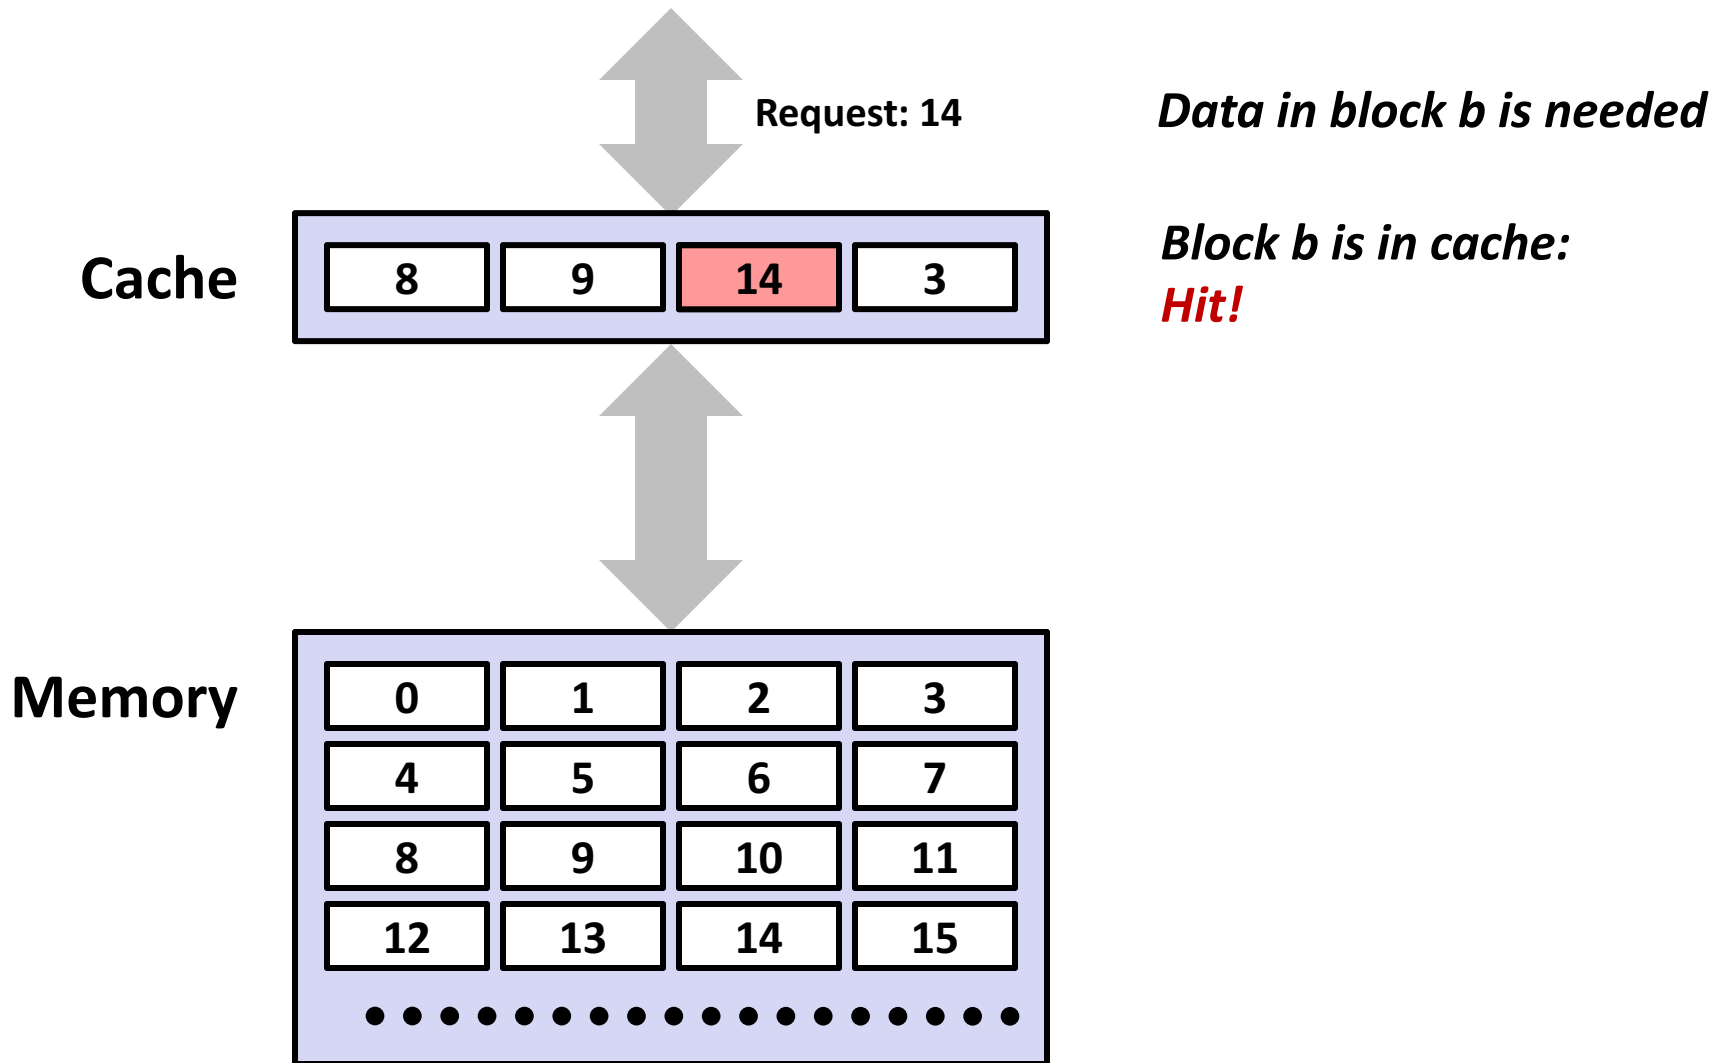 Request: 14
Data in block b is needed
Cache
8 9 14 3
Block b is in cache:
Hit!
Memory
0 1 2 3
4 5 6 7
8 9 10 11
12 13 14 15